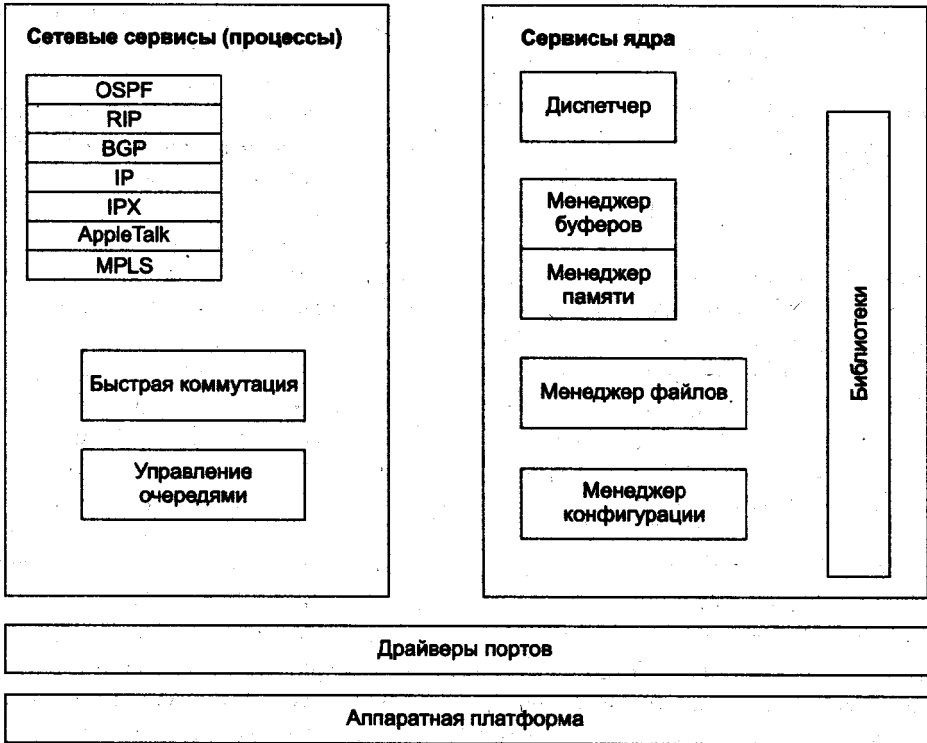 Сетевые сервисы (процессы)
OSPF
RIP
BGP
IP
IPX
AppleTalk
MPLS
Быстрая коммутация
Управление
очередями
Сервисы ядра
Диспетчер
Менеджер
буферов
Менеджер
памяти
Менеджер файлов
Менеджер
конфигурации
Библиотеки
Драйверы портов
Аппаратная платформа